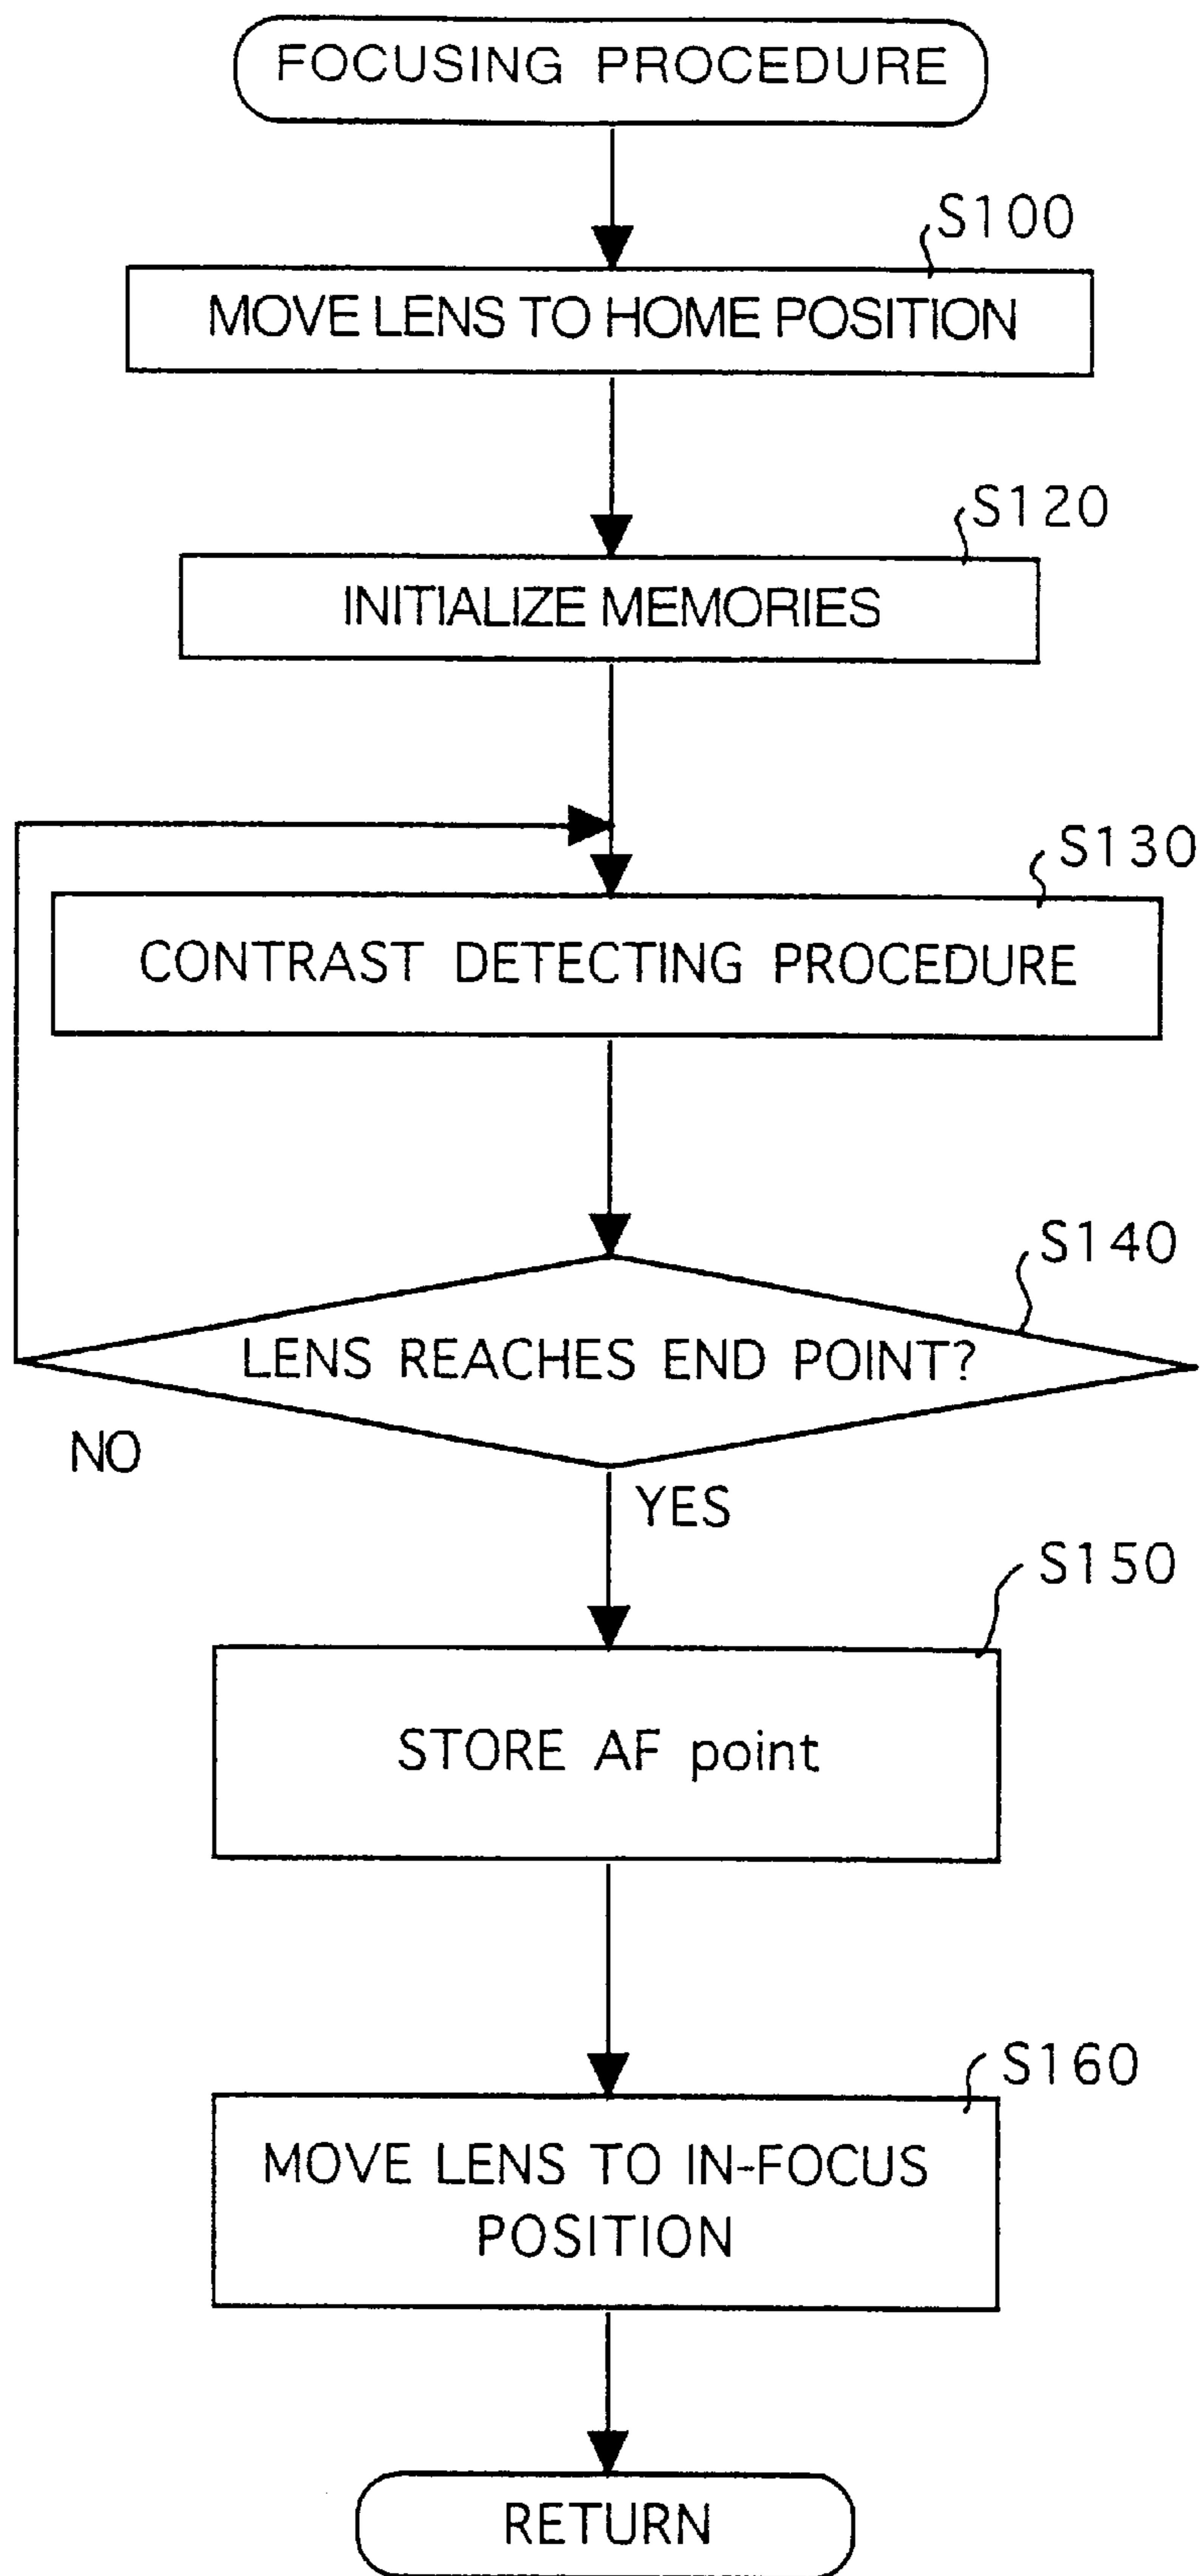 FOCUSING PROCEDURE
S100
MOVE LENS TO HOME POSITION
S120
INITIALIZE MEMORIES
S130
CONTRAST DETECTING PROCEDURE
S140
LENS REACHES END POINT?
NO
YES
S150
STORE AF point
S160
MOVE LENS TO IN-FOCUS
POSITION
RETURN